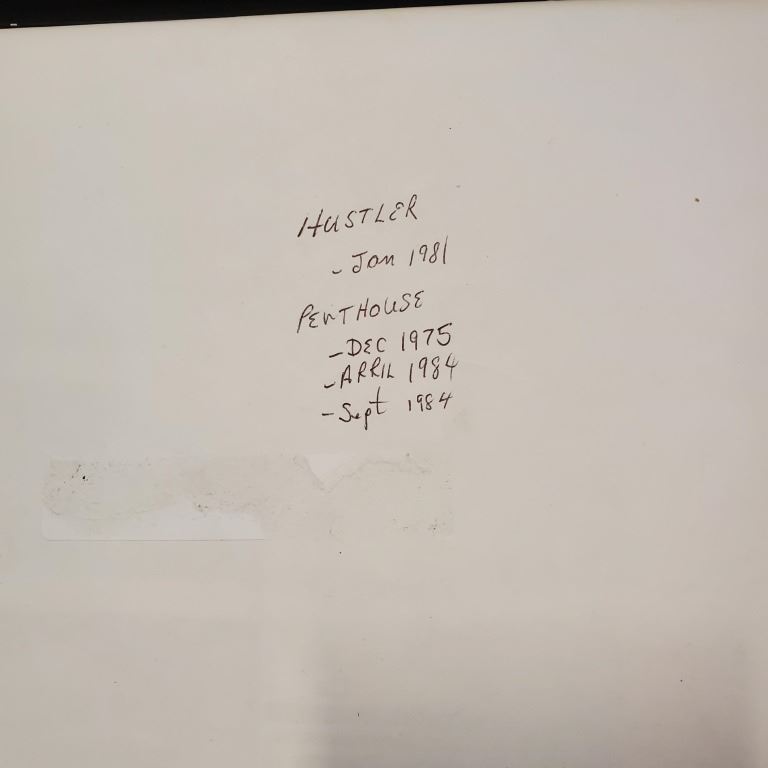 HUSTLER
- Jan 1981
PENTHOUSE
- DEC 1975
- APRIL 1984
- Sept 1984